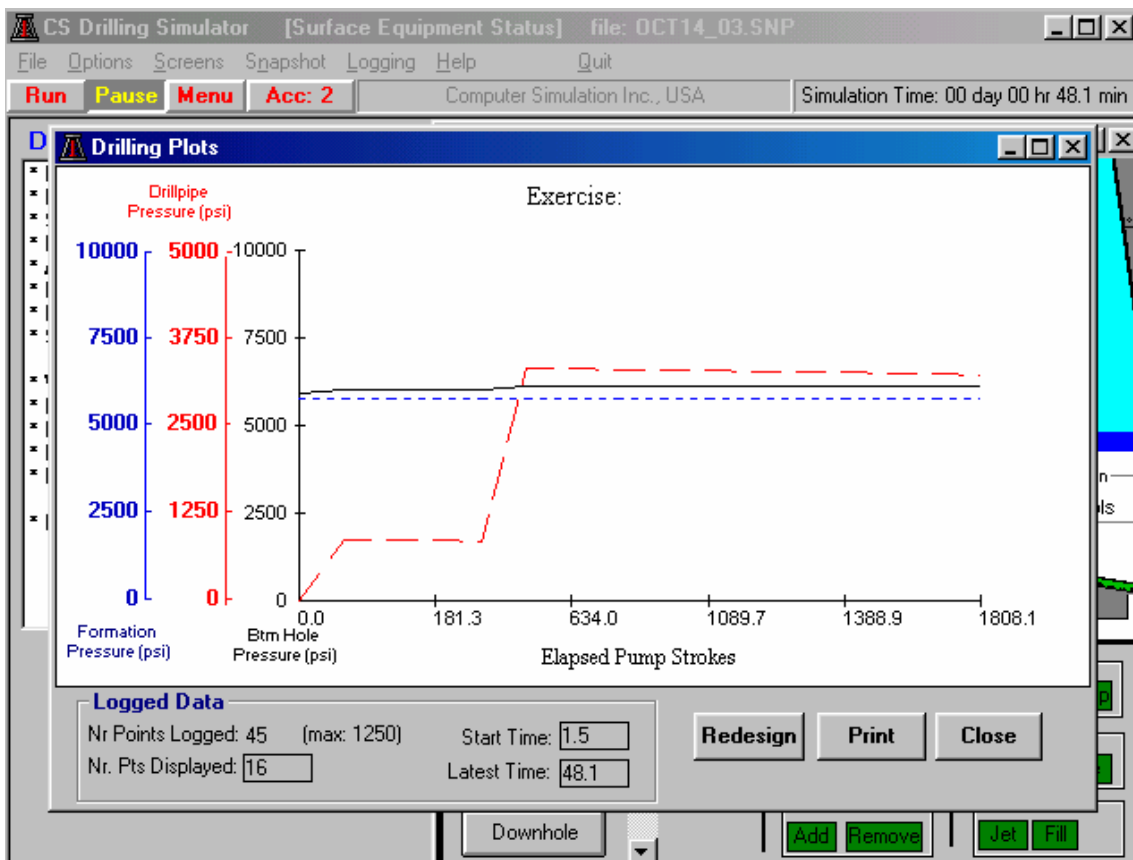 CS Drilling Simulator [Surface Equipment Status] file: OCT14_03.SNP
File Options Screens Snapshot Logging Help Quit
Run Pause Menu Acc: 2 Computer Simulation Inc., USA Simulation Time: 00 day 00 hr 48.1 min
D
Drilling Plots
Exercise:
Drillpipe
Pressure (psi)
10000 5000 10000
7500 3750 7500
5000 2500 5000
2500 1250 2500
0 0 0
0.0 181.3 634.0 1089.7 1388.9 1808.1
Formation
Pressure (psi)
Btm Hole
Pressure (psi)
Elapsed Pump Strokes
Logged Data
Nr Points Logged: 45 (max: 1250)
Start Time: 1.5
Nr. Pts Displayed: 16
Latest Time: 48.1
Redesign Print Close
Downhole
Add Remove Jet Fill